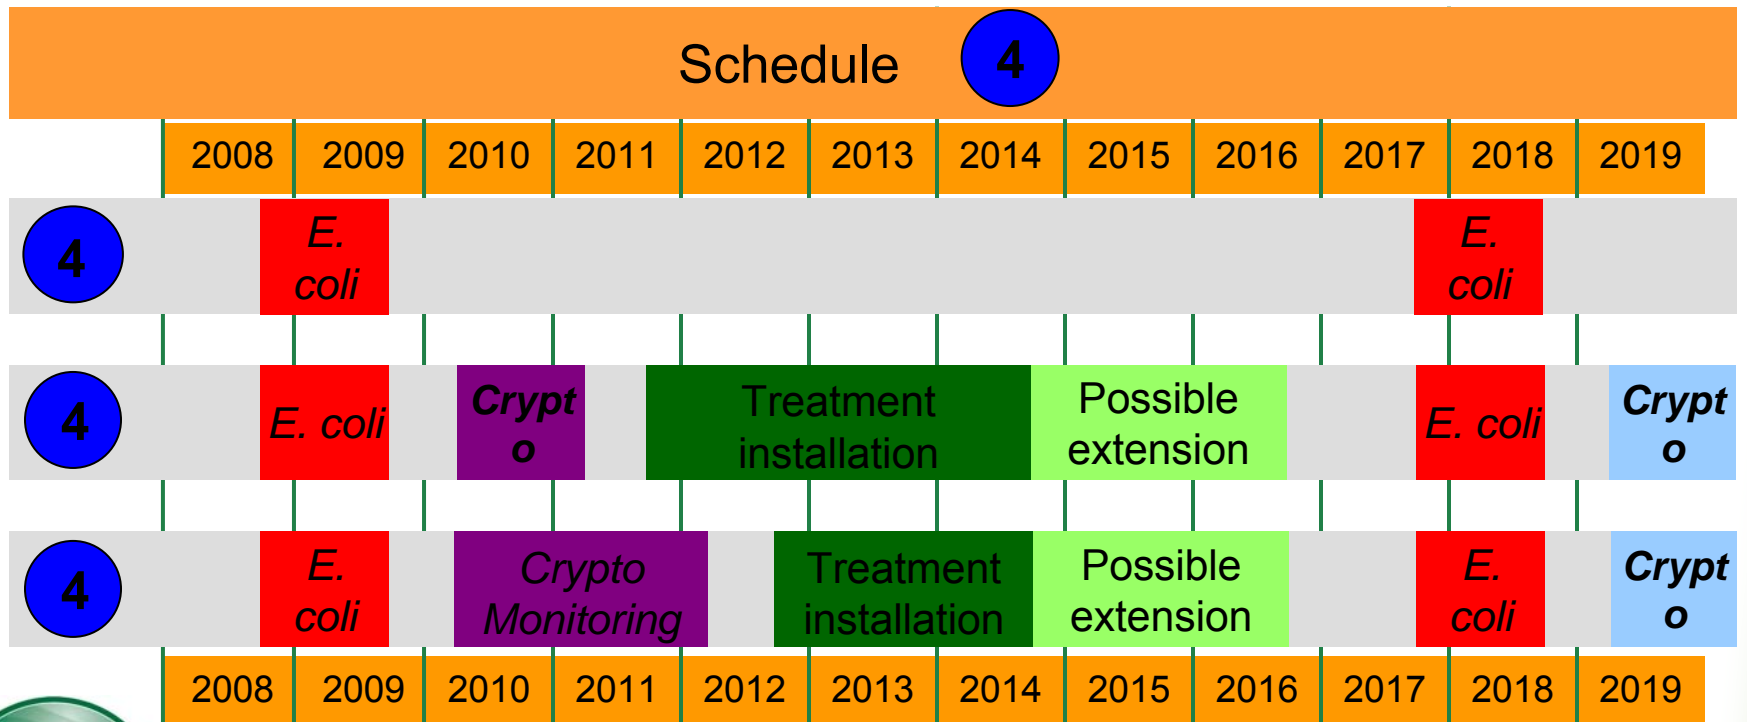 Schedule 4
2008 2009 2010 2011 2012 2013 2014 2015 2016 2017 2018 2019
4
E.
coli
E.
coli
4
E. coli
Crypt
o
Treatment
installation
Possible
extension
E. coli
Crypt
o
4
E.
coli
Crypto
Monitoring
Treatment
installation
Possible
extension
E.
coli
Crypt
o
2008 2009 2010 2011 2012 2013 2014 2015 2016 2017 2018 2019